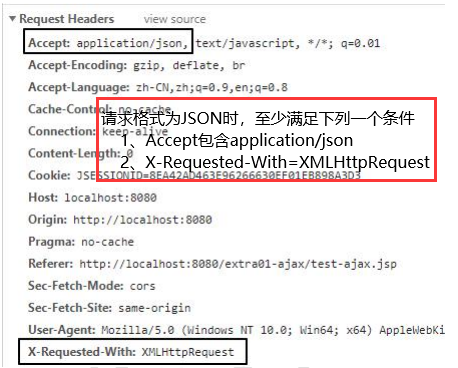 Request Headers view source
Accept: application/json, text/javascript, */*; q=0.01
Accept-Encoding: gzip, deflate, br
Accept-Language: zh-CN,zh;q=0.9,en;q=0.8
Cache-Control: no-cache
请求格式为JSON时，至少满足下列一个条件
1、Accept包含application/json
2、X-Requested-With=XMLHttpRequest
Connection: keep-alive
Content-Length: 0
Cookie: JSESSIONID=8EA42AD463E96266630EF01EB898A3D3
Host: localhost:8080
Origin: http://localhost:8080
Pragma: no-cache
Referer: http://localhost:8080/extra01-ajax/test-ajax.jsp
Sec-Fetch-Mode: cors
Sec-Fetch-Site: same-origin
User-Agent: Mozilla/5.0 (Windows NT 10.0; Win64; x64) AppleWebKi
X-Requested-With: XMLHttpRequest